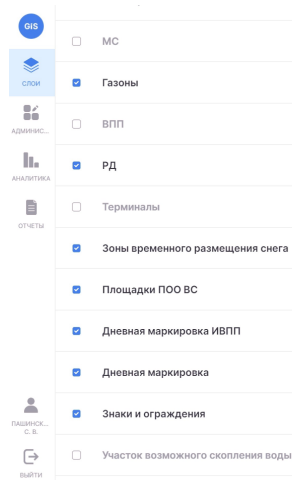 GIS
СЛОИ
АДМИНИС...
АНАЛИТИКА
ОТЧЕТЫ
ПАШИНСК...
С. В.
ВЫЙТИ
МС
Газоны
ВПП
РД
Терминалы
Зоны временного размещения снега
Площадки ПОО ВС
Дневная маркировка ИВПП
Дневная маркировка
Знаки и ограждения
Участок возможного скопления воды